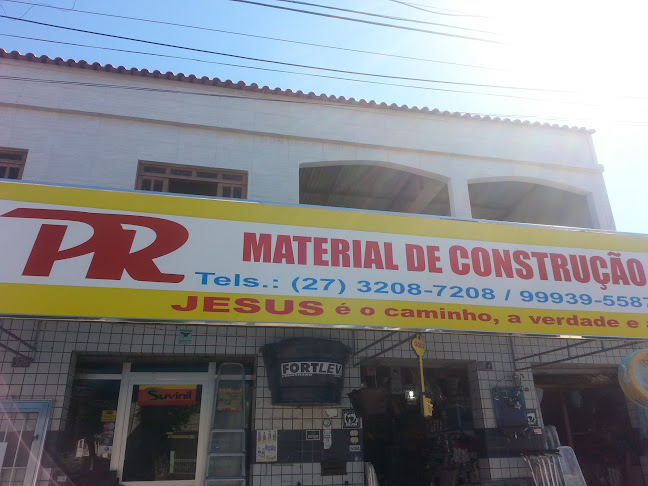 PR
MATERIAL DE CONSTRUÇÃO
Tels.: (27) 3208-7208 / 99939-5587
JESUS é o caminho, a verdade e a
FORTLEV
Suvinil